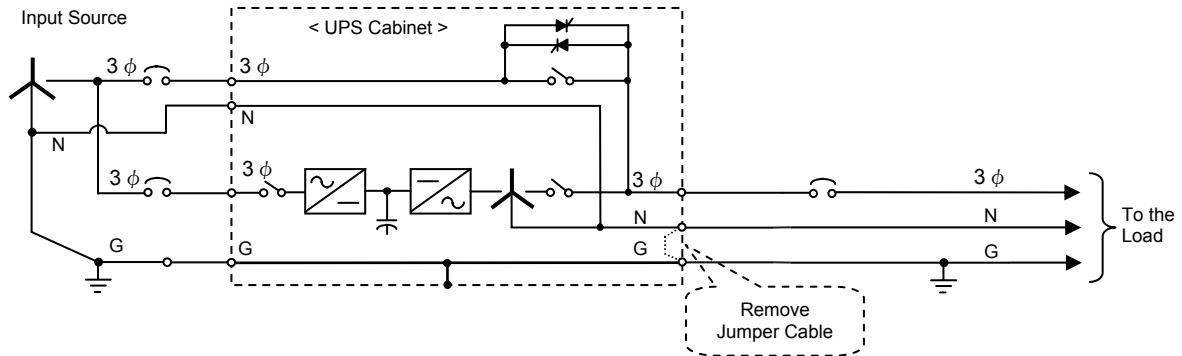 Input Source
< UPS Cabinet >
3 ϕ
3 ϕ
N
N
3 ϕ
3 ϕ
3 ϕ
3 ϕ
N
N
G
G
G
G
To the
Load
Remove
Jumper Cable